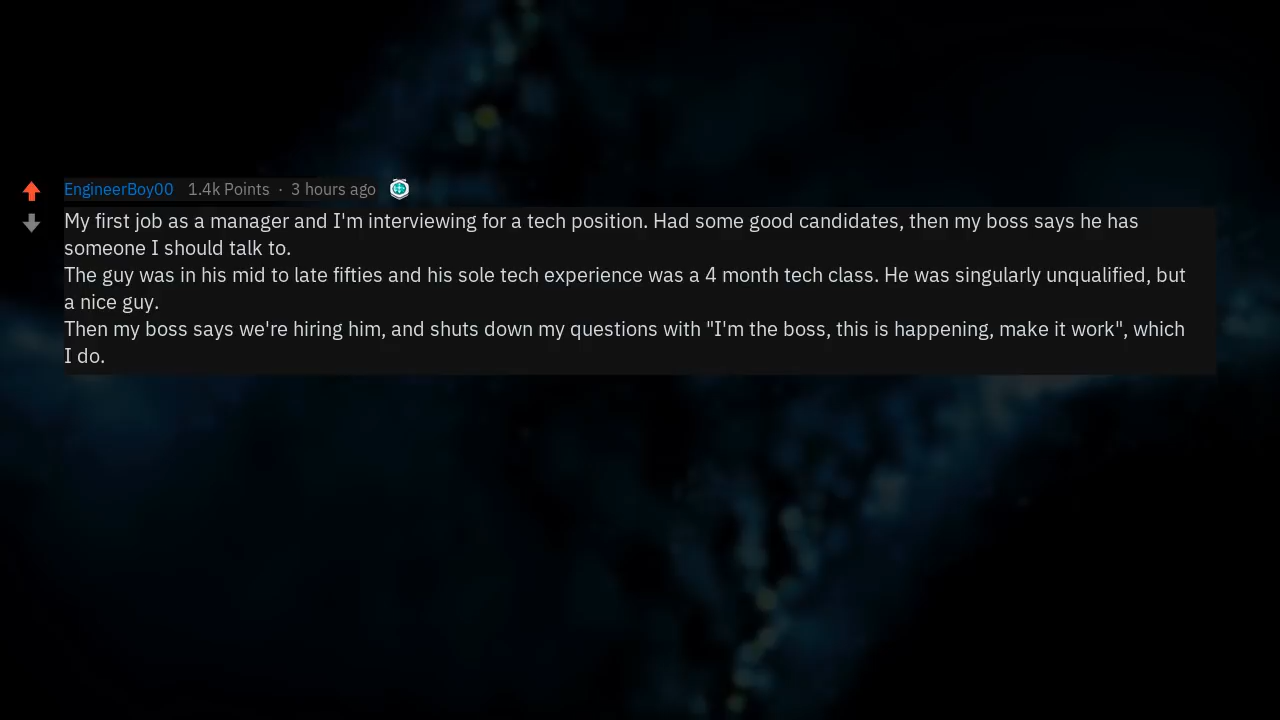 EngineerBoy00 1.4k Points · 3 hours ago
My first job as a manager and I'm interviewing for a tech position. Had some good candidates, then my boss says he has
someone I should talk to.
The guy was in his mid to late fifties and his sole tech experience was a 4 month tech class. He was singularly unqualified, but
a nice guy.
Then my boss says we're hiring him, and shuts down my questions with "I'm the boss, this is happening, make it work", which
I do.